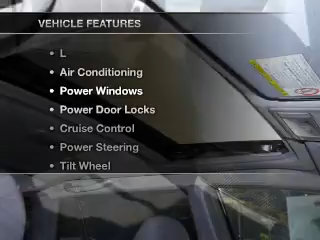 VEHICLE FEATURES
• L
• Air Conditioning
• Power Windows
• Power Door Locks
• Cruise Control
• Power Steering
• Tilt Wheel